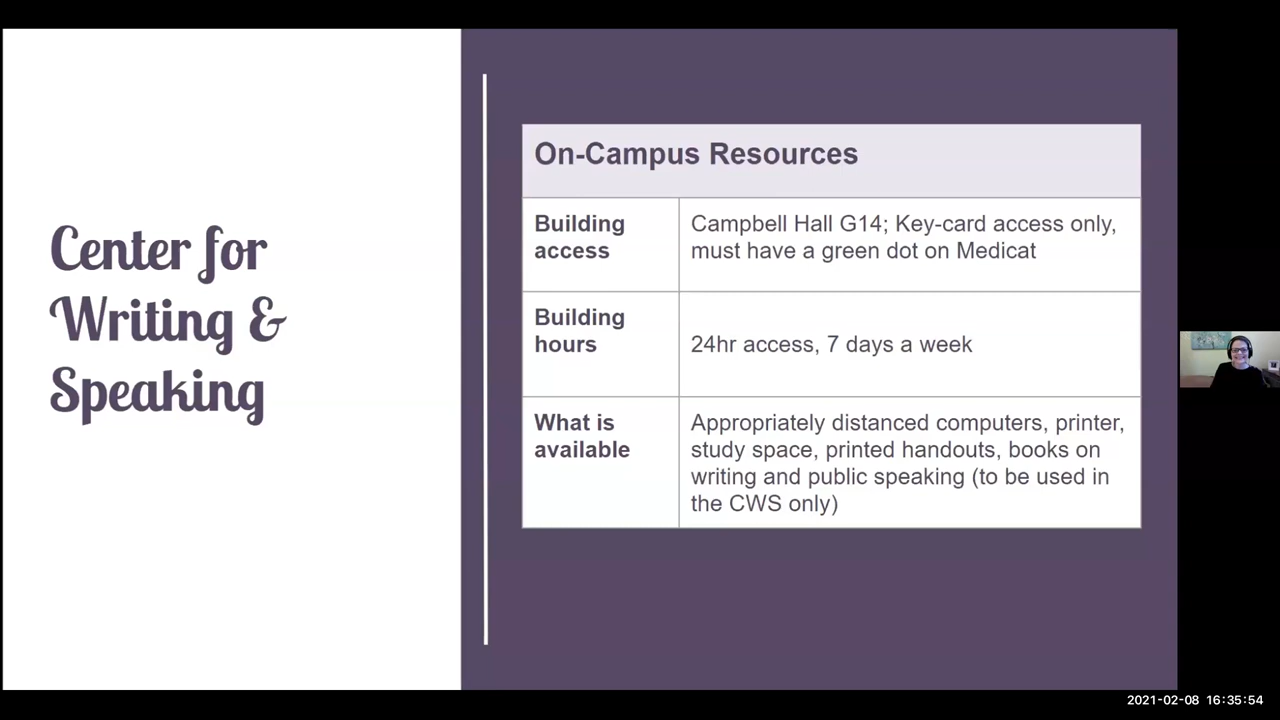 Center for
Writing &
Speaking
On-Campus Resources
Building
access
Campbell Hall G14; Key-card access only,
must have a green dot on Medicat
Building
hours
24hr access, 7 days a week
What is
available
Appropriately distanced computers, printer,
study space, printed handouts, books on
writing and public speaking (to be used in
the CWS only)
2021-02-08 16:35:54